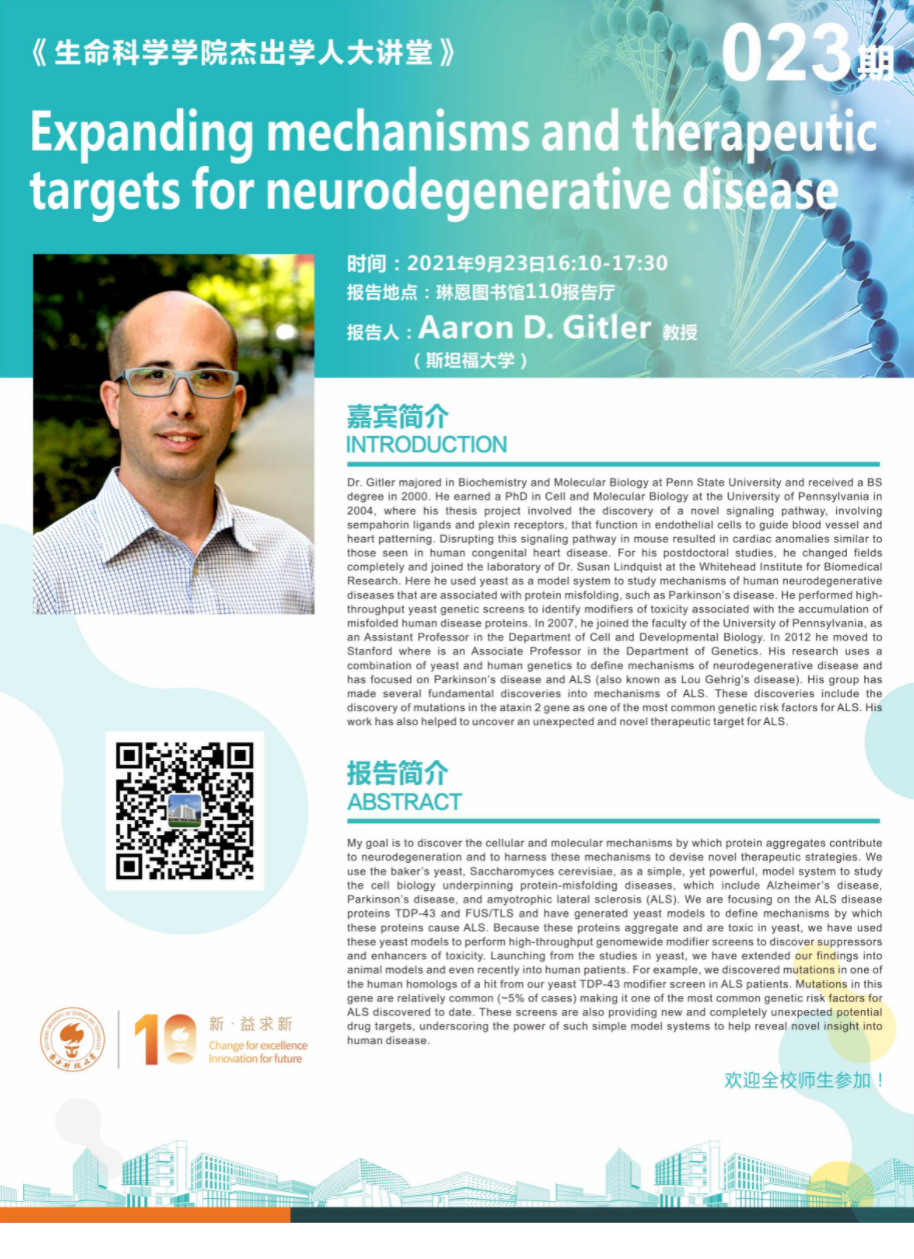 《生命科学学院杰出学人大讲堂》
023期
Expanding mechanisms and therapeutic
targets for neurodegenerative disease
时间：2021年9月23日16:10-17:30
报告地点：琳恩图书馆110报告厅
报告人：Aaron D. Gitler 教授
（斯坦福大学）
嘉宾简介
INTRODUCTION
Dr. Gitler majored in Biochemistry and Molecular Biology at Penn State University and received a BS
degree in 2000. He earned a PhD in Cell and Molecular Biology at the University of Pennsylvania in
2004, where his thesis project involved the discovery of a novel signaling pathway, involving
sempahorin ligands and plexin receptors, that function in endothelial cells to guide blood vessel and
heart patterning. Disrupting this signaling pathway in mouse resulted in cardiac anomalies similar to
those seen in human congenital heart disease. For his postdoctoral studies, he changed fields
completely and joined the laboratory of Dr. Susan Lindquist at the Whitehead Institute for Biomedical
Research. Here he used yeast as a model system to study mechanisms of human neurodegenerative
diseases that are associated with protein misfolding, such as Parkinson's disease. He performed high-
throughput yeast genetic screens to identify modifiers of toxicity associated with the accumulation of
misfolded human disease proteins. In 2007, he joined the faculty of the University of Pennsylvania, as
an Assistant Professor in the Department of Cell and Developmental Biology. In 2012 he moved to
Stanford where is an Associate Professor in the Department of Genetics. His research uses a
combination of yeast and human genetics to define mechanisms of neurodegenerative disease and
has focused on Parkinson's disease and ALS (also known as Lou Gehrig's disease). His group has
made several fundamental discoveries into mechanisms of ALS. These discoveries include the
discovery of mutations in the ataxin 2 gene as one of the most common genetic risk factors for ALS. His
work has also helped to uncover an unexpected and novel therapeutic target for ALS.
报告简介
ABSTRACT
My goal is to discover the cellular and molecular mechanisms by which protein aggregates contribute
to neurodegeneration and to harness these mechanisms to devise novel therapeutic strategies. We
use the baker's yeast, Saccharomyces cerevisiae, as a simple, yet powerful, model system to study
the cell biology underpinning protein-misfolding diseases, which include Alzheimer's disease,
Parkinson's disease, and amyotrophic lateral sclerosis (ALS). We are focusing on the ALS disease
proteins TDP-43 and FUS/TLS and have generated yeast models to define mechanisms by which
these proteins cause ALS. Because these proteins aggregate and are toxic in yeast, we have used
these yeast models to perform high-throughput genomewide modifier screens to discover suppressors
and enhancers of toxicity. Launching from the studies in yeast, we have extended our findings into
animal models and even recently into human patients. For example, we discovered mutations in one of
the human homologs of a hit from our yeast TDP-43 modifier screen in ALS patients. Mutations in this
gene are relatively common (~5% of cases) making it one of the most common genetic risk factors for
ALS discovered to date. These screens are also providing new and completely unexpected potential
drug targets, underscoring the power of such simple model systems to help reveal novel insight into
human disease.
10
新·益求新
Change for excellence
Innovation for future
欢迎全校师生参加！